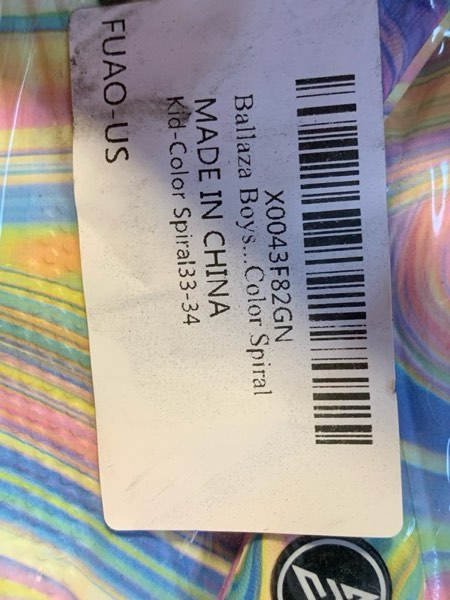 X0043F82GN
Ballaza Boys...Color Spiral
MADE IN CHINA
Kid-Color Spiral33-34
FUAO-US